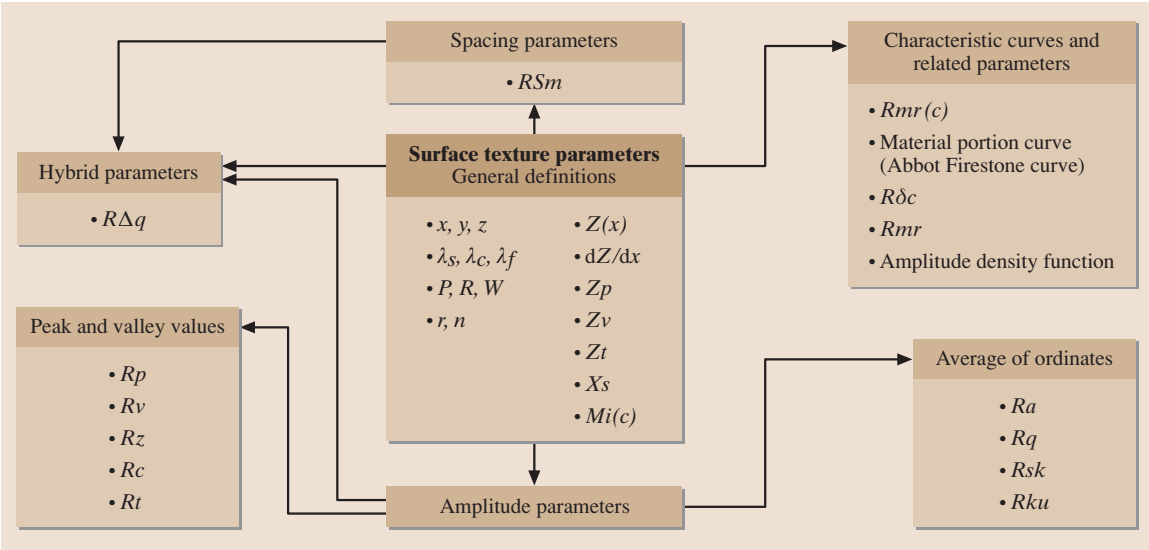 Spacing parameters
• RSm
Characteristic curves and
related parameters
• Rmr(c)
• Material portion curve
(Abbot Firestone curve)
• Rδc
• Rmr
• Amplitude density function
Hybrid parameters
• RΔq
Surface texture parameters
General definitions
• x, y, z
• λs, λc, λf
• P, R, W
• r, n
• Z(x)
• dZ/dx
• Zp
• Zv
• Zt
• Xs
• Mi(c)
Peak and valley values
• Rp
• Rv
• Rz
• Rc
• Rt
Average of ordinates
• Ra
• Rq
• Rsk
• Rku
Amplitude parameters